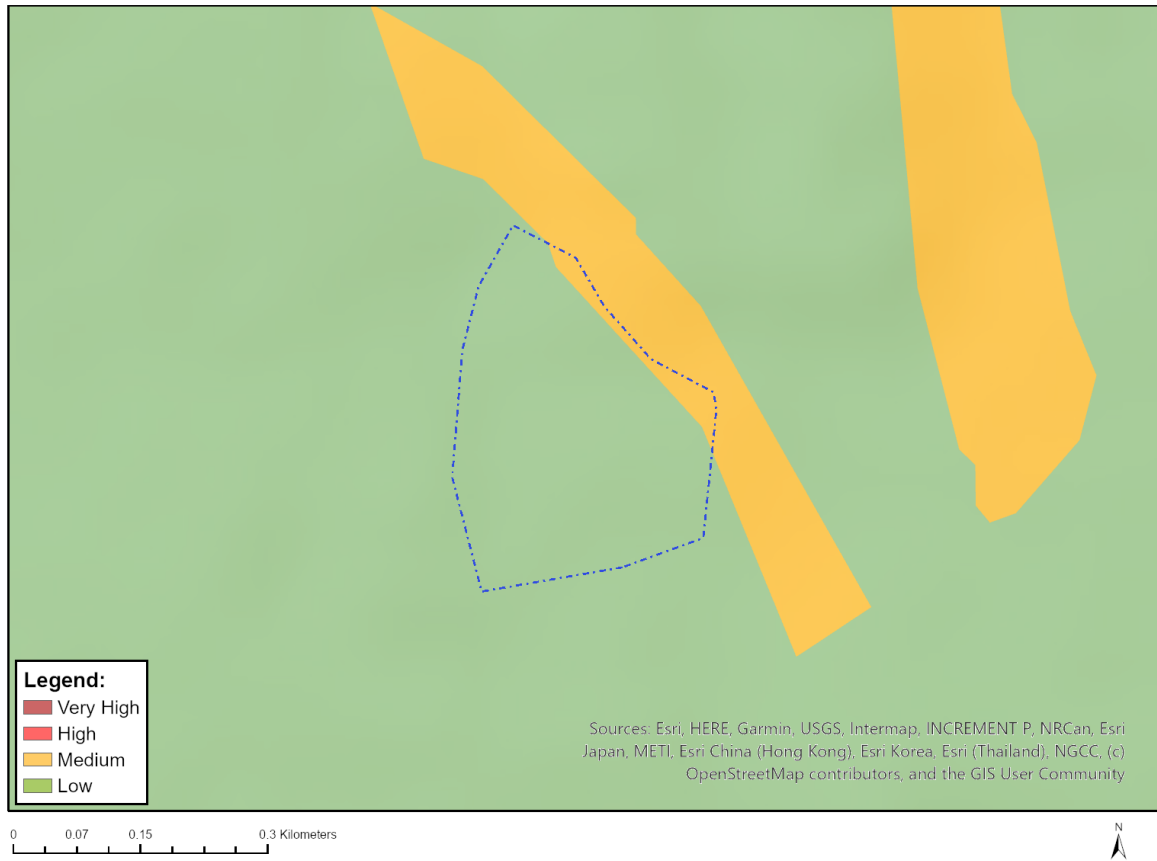 Legend:
Very High
High
Medium
Low
Sources: Esri, HERE, Garmin, USGS, Intermap, INCREMENT P, NRCan, Esri
Japan, METI, Esri China (Hong Kong), Esri Korea, Esri (Thailand), NGCC, (c)
OpenStreetMap contributors, and the GIS User Community
0 0.07 0.15 0.3 Kilometers
N